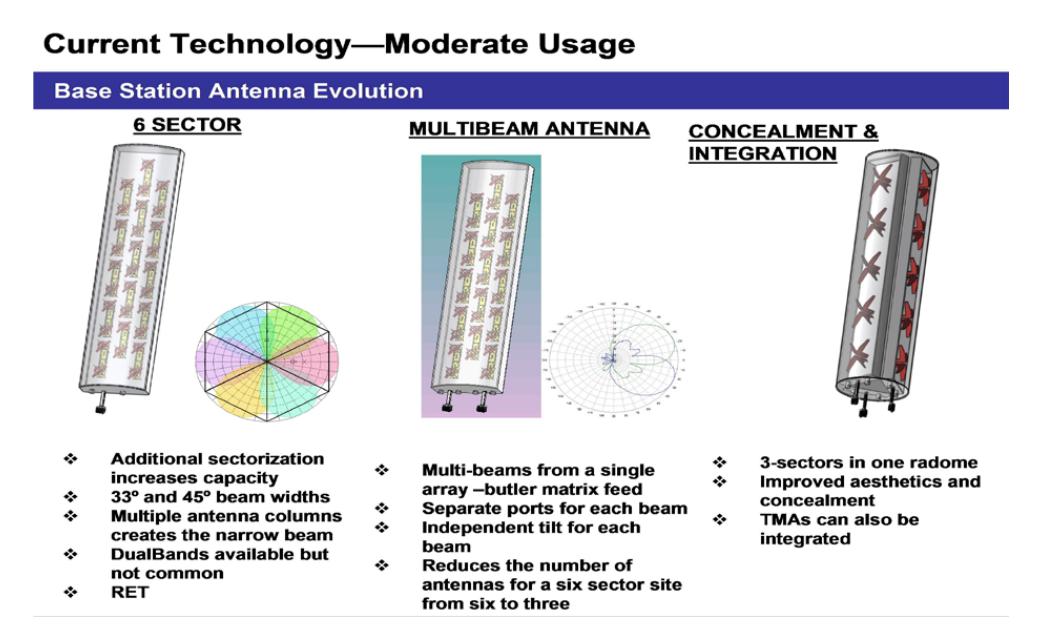 Current Technology—Moderate Usage
Base Station Antenna Evolution
6 SECTOR
❖ Additional sectorization
increases capacity
❖ 33º and 45º beam widths
❖ Multiple antenna columns
creates the narrow beam
❖ DualBands available but
not common
❖ RET
MULTIBEAM ANTENNA
❖ Multi-beams from a single
array –butler matrix feed
❖ Separate ports for each beam
❖ Independent tilt for each
beam
❖ Reduces the number of
antennas for a six sector site
from six to three
CONCEALMENT &
INTEGRATION
❖ 3-sectors in one radome
❖ Improved aesthetics and
concealment
❖ TMAs can also be
integrated